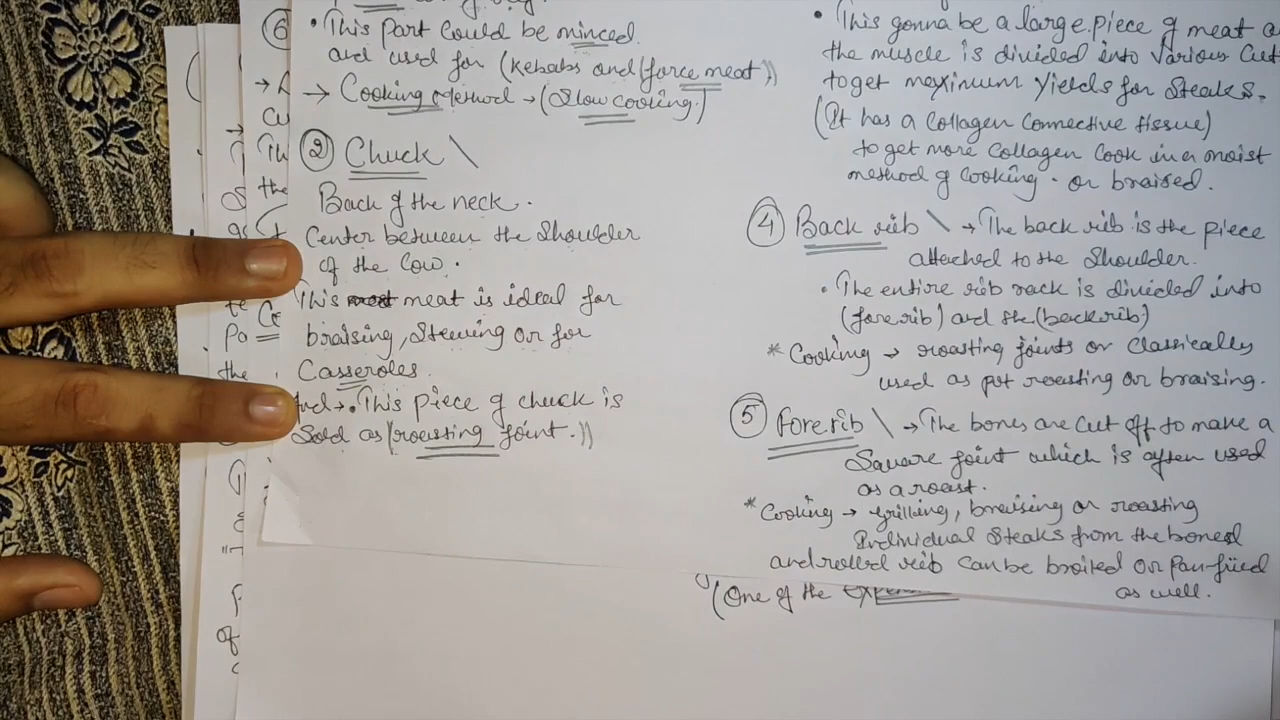 • This part could be minced
and used for (kebabs and (force meat))
→ Cooking Method → (Slow cooking.)
② Chuck \
Back of the neck.
Center between the Shoulder
of the Cow.
This meat is ideal for
braising, Stewing or for
Casseroles.
→ • This piece of chuck is
Sold as (roasting joint.))
• This gonna be a large piece of meat
the muscle is divided into various Cut
to get maximum Yields for Steaks.
(It has a Collagen Connective tissue)
to get more Collagen Cook in a moist
method of Cooking. or braised.
④ Back rib \ → The back rib is the piece
attached to the Shoulder.
• The entire rib rack is divided into
(fore rib) and the (back rib)
* Cooking → roasting joints or Classically
used as pot roasting or braising.
⑤ Fore rib \ → The bones are Cut off to make a
Square joint which is often used
as a roast.
* Cooking → Grilling, braising or roasting
Individual Steaks from the boned
and rolled rib Can be broiled Or Pan-fried
as well.
(One of the
⑥
Th
the
Po
the
of